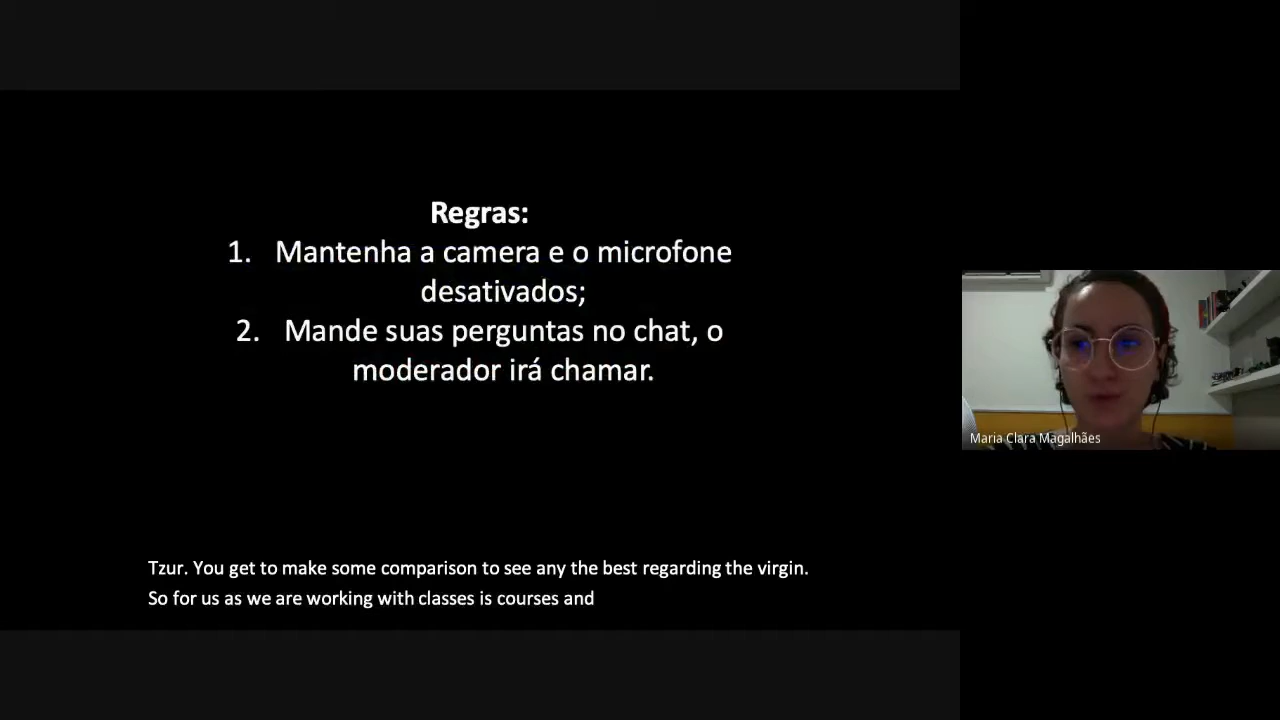 Regras:
1. Mantenha a camera e o microfone
desativados;
2. Mande suas perguntas no chat, o
moderador irá chamar.
Maria Clara Magalhães
Tzur. You get to make some comparison to see any the best regarding the virgin.
So for us as we are working with classes is courses and